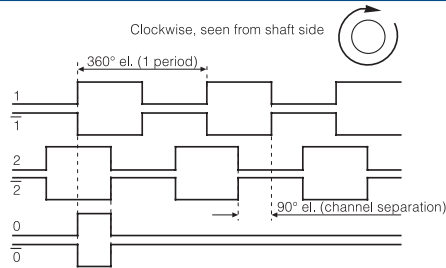 Clockwise, seen from shaft side
360° el. (1 period)
1
1̅
2
2̅
90° el. (channel separation)
0
0̅